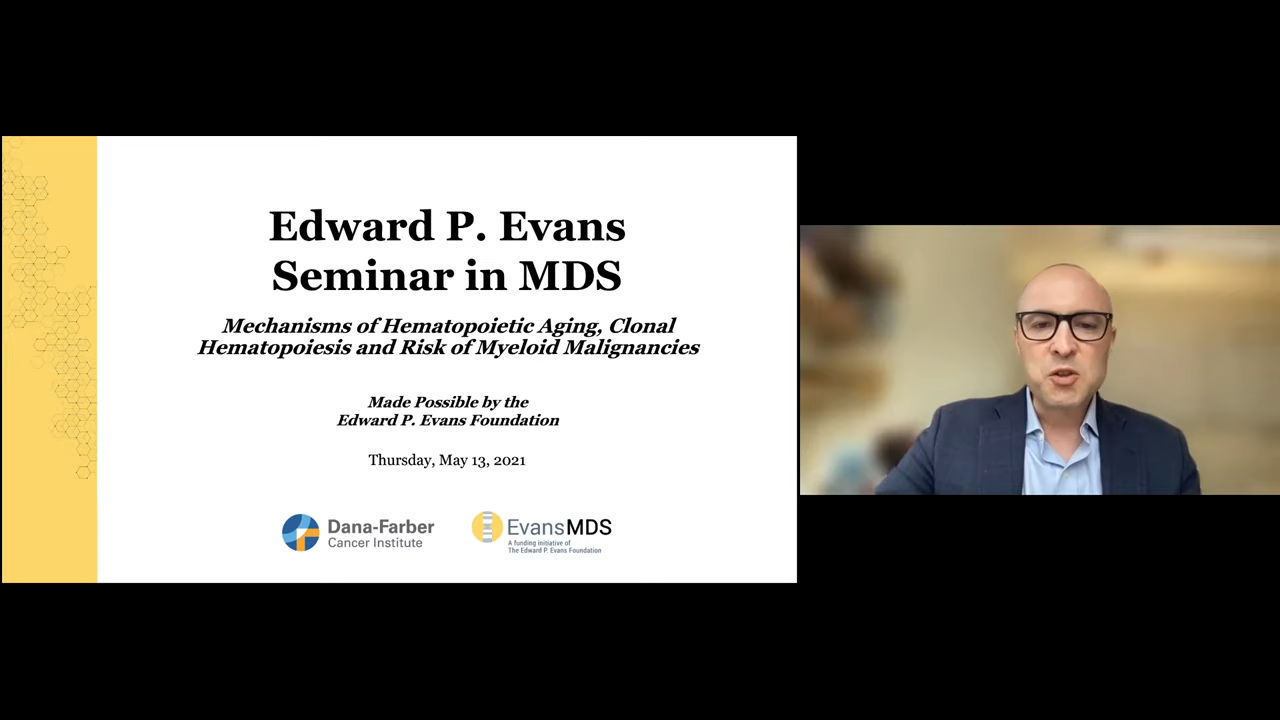 Edward P. Evans
Seminar in MDS
Mechanisms of Hematopoietic Aging, Clonal
Hematopoiesis and Risk of Myeloid Malignancies
Made Possible by the
Edward P. Evans Foundation
Thursday, May 13, 2021
Dana-Farber
Cancer Institute
EvansMDS
A funding initiative of
The Edward P. Evans Foundation